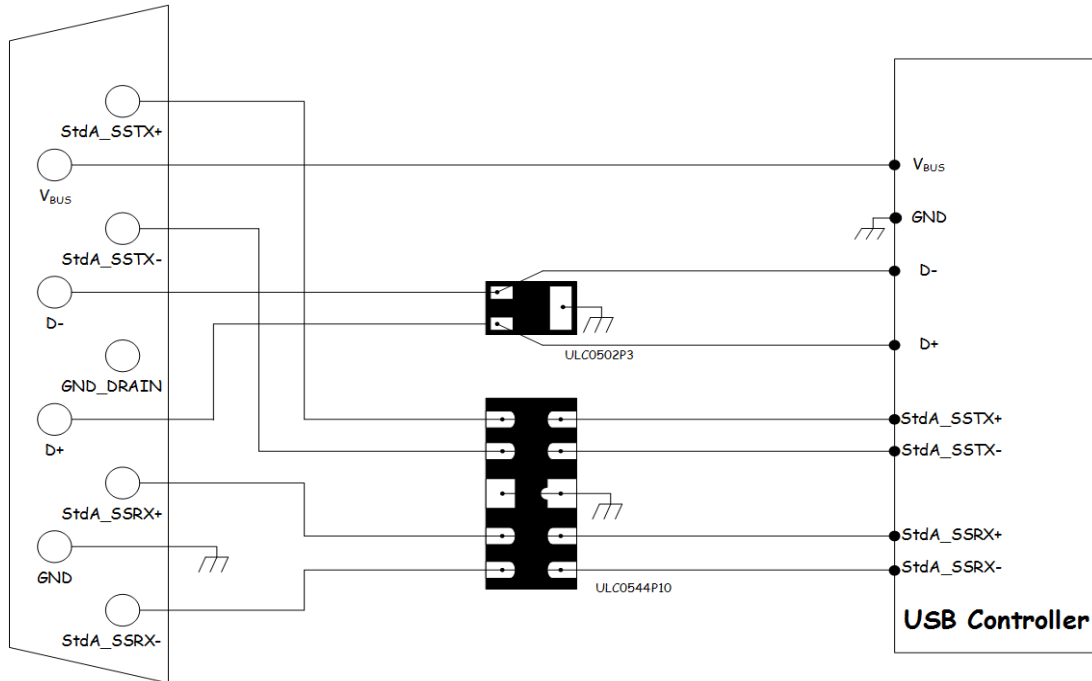 StdA_SSTX+
VBUS
StdA_SSTX-
D-
GND_DRAIN
D+
StdA_SSRX+
GND
StdA_SSRX-
ULC0502P3
ULC0544P10
VBUS
GND
D-
D+
StdA_SSTX+
StdA_SSTX-
StdA_SSRX+
StdA_SSRX-
USB Controller